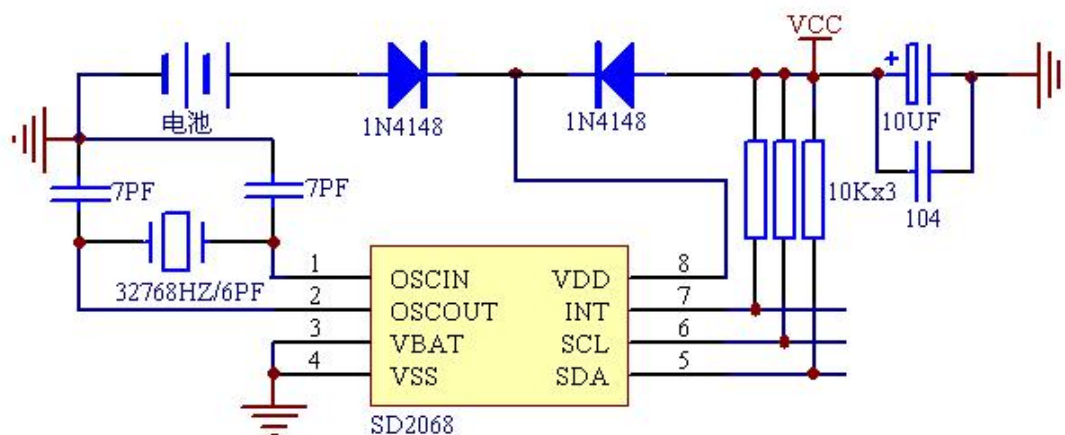 VCC
+
电池
1N4148
1N4148
10UF
7PF
7PF
10Kx3
104
32768HZ/6PF
1
OSCIN
VDD
8
2
OSCOUT
INT
7
3
VBAT
SCL
6
4
VSS
SDA
5
SD2068